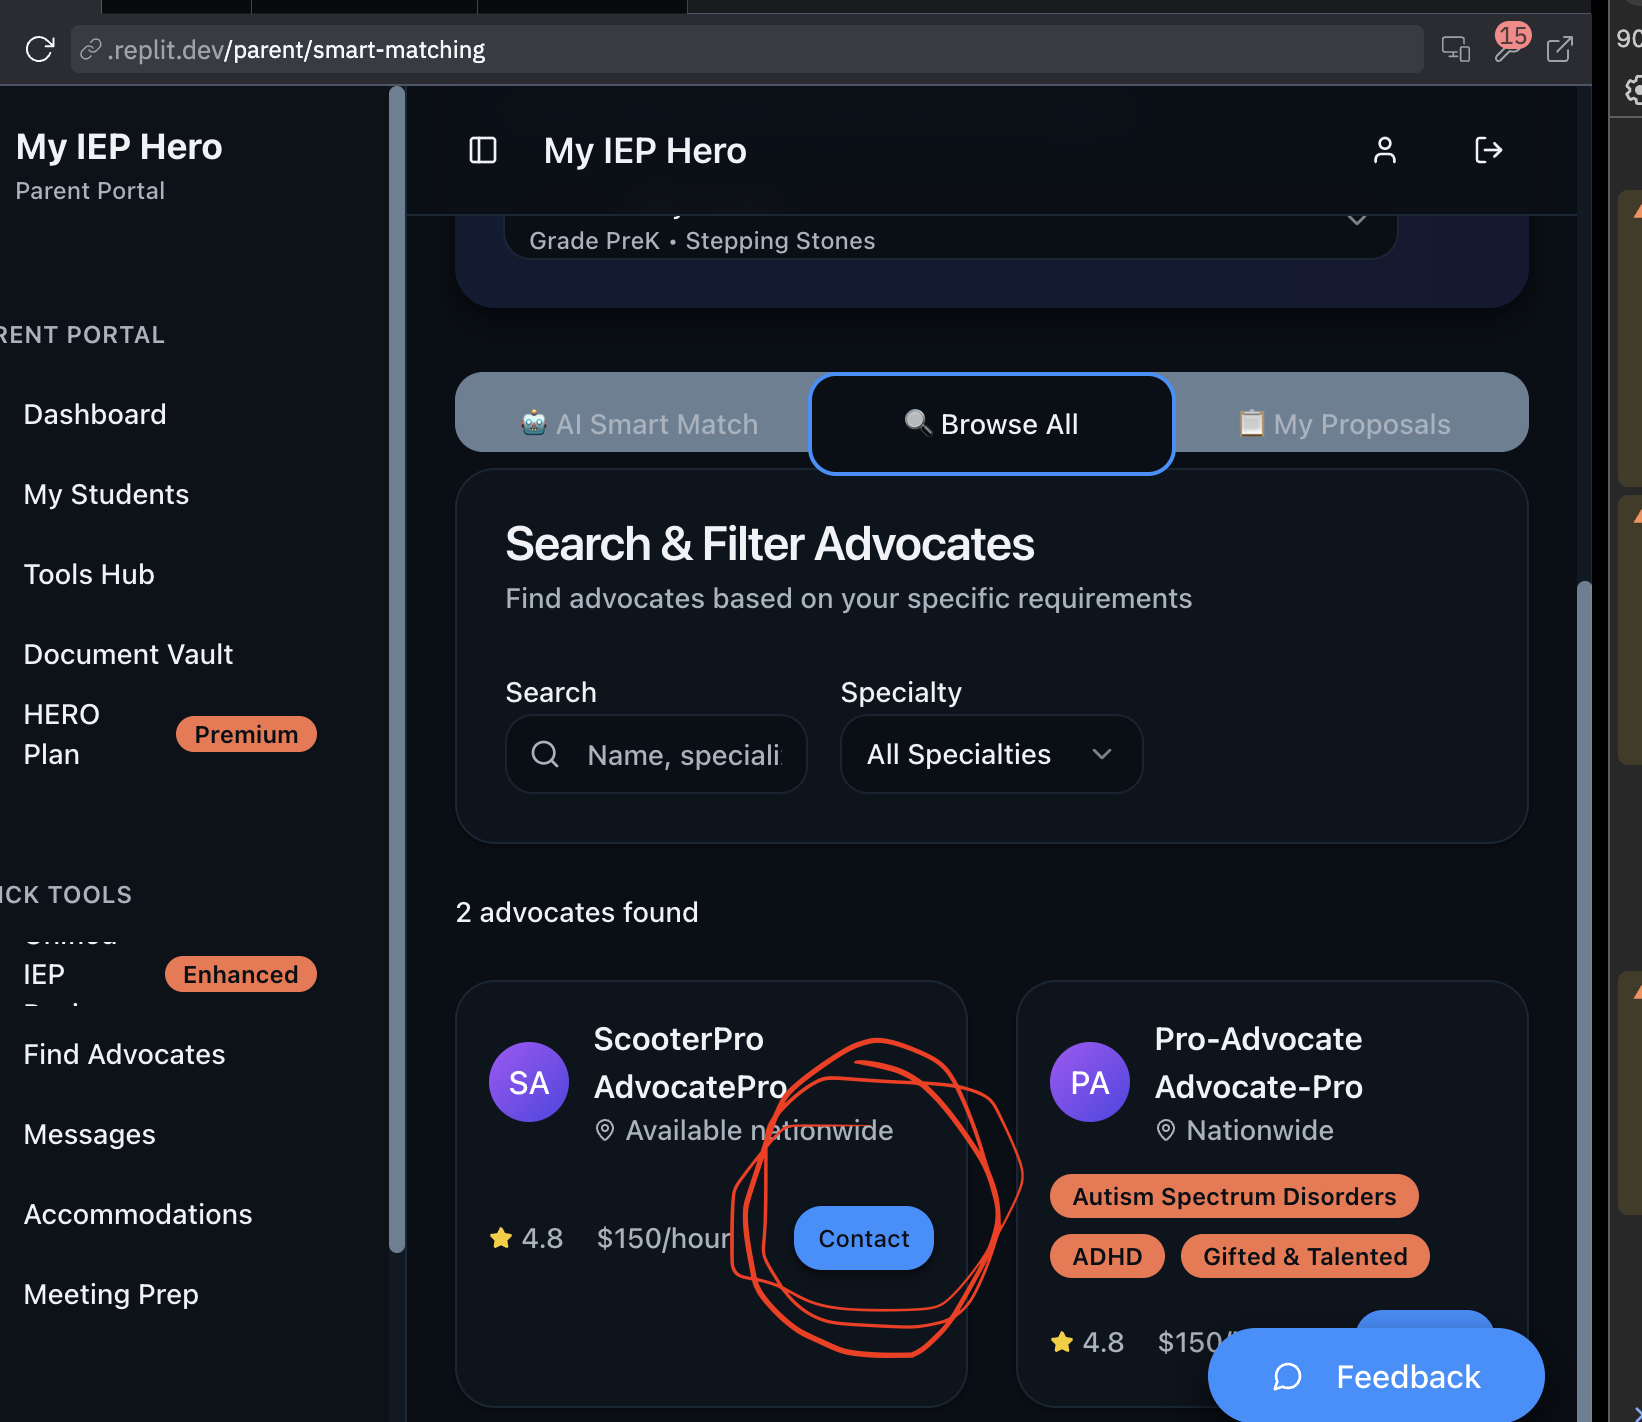 .replit.dev/parent/smart-matching
15
90
My IEP Hero
Parent Portal
My IEP Hero
Grade PreK • Stepping Stones
RENT PORTAL
Dashboard
My Students
Tools Hub
Document Vault
HERO
Plan
Premium
🤖 AI Smart Match
🔍 Browse All
📋 My Proposals
Search & Filter Advocates
Find advocates based on your specific requirements
Search
Specialty
Name, speciali
All Specialties
2 advocates found
ICK TOOLS
IEP
Enhanced
Find Advocates
Messages
Accommodations
Meeting Prep
SA
ScooterPro
AdvocatePro
Available nationwide
4.8
$150/hour
Contact
PA
Pro-Advocate
Advocate-Pro
Nationwide
Autism Spectrum Disorders
ADHD
Gifted & Talented
4.8
$150/
Feedback